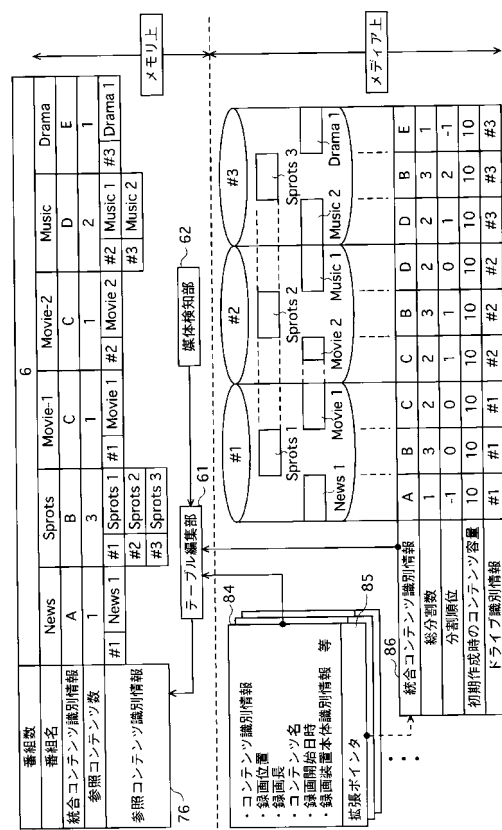 番組数 6
番組名 News Sprots Movie-1 Movie-2 Music Drama
統合コンテンツ識別情報 A B C C D E
参照コンテンツ数 1 3 1 1 2 1
参照コンテンツ識別情報 #1 News 1 #1 Sprots 1 #1 Movie 1 #2 Movie 2 #2 Music 1 #3 Drama 1
#2 Sprots 2 #3 Music 2
#3 Sprots 3
76
メモリ上
テーブル編集部 61
媒体検知部 62
メディア上
84
・コンテンツ識別情報
・録画位置
・録画長
・コンテンツ名
・録画開始日時
・録画装置本体識別情報 等
拡張ポインタ
85
・・・
#1 #2 #3
Sprots 1 Sprots 2 Sprots 3
News 1 Movie 1 Movie 2 Music 1 Music 2 Drama 1
86
統合コンテンツ識別情報 A B C C B D D B E
総分割数 1 3 2 2 3 2 2 3 1
分割順位 -1 0 0 1 1 0 1 2 -1
初期作成時のコンテンツ容量 10 10 10 10 10 10 10 10 10
ドライブ識別情報 #1 #1 #1 #2 #2 #2 #3 #3 #3